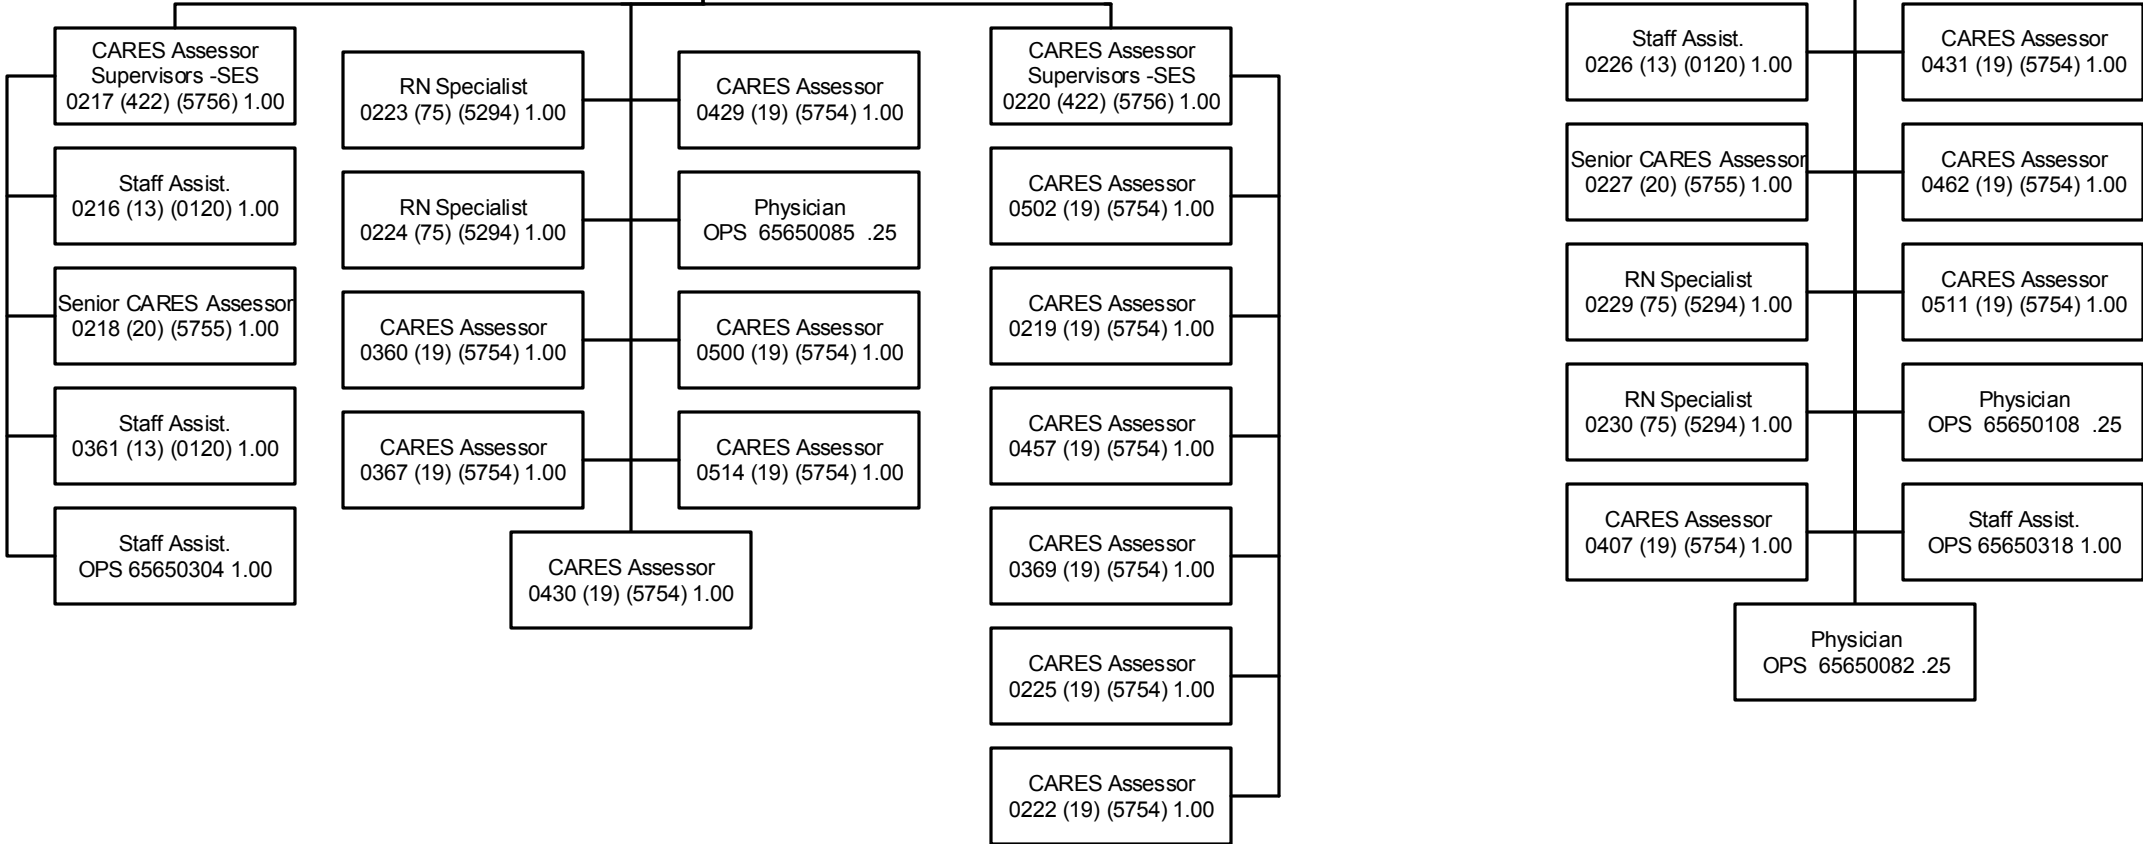 CARES Assessor
Supervisors -SES
0217 (422) (5756) 1.00
Staff Assist.
0216 (13) (0120) 1.00
Senior CARES Assessor
0218 (20) (5755) 1.00
Staff Assist.
0361 (13) (0120) 1.00
Staff Assist.
OPS 65650304 1.00
RN Specialist
0223 (75) (5294) 1.00
RN Specialist
0224 (75) (5294) 1.00
CARES Assessor
0360 (19) (5754) 1.00
CARES Assessor
0367 (19) (5754) 1.00
CARES Assessor
0429 (19) (5754) 1.00
Physician
OPS  65650085  .25
CARES Assessor
0500 (19) (5754) 1.00
CARES Assessor
0514 (19) (5754) 1.00
CARES Assessor
0430 (19) (5754) 1.00
CARES Assessor
Supervisors -SES
0220 (422) (5756) 1.00
CARES Assessor
0502 (19) (5754) 1.00
CARES Assessor
0219 (19) (5754) 1.00
CARES Assessor
0457 (19) (5754) 1.00
CARES Assessor
0369 (19) (5754) 1.00
CARES Assessor
0225 (19) (5754) 1.00
CARES Assessor
0222 (19) (5754) 1.00
Staff Assist.
0226 (13) (0120) 1.00
Senior CARES Assessor
0227 (20) (5755) 1.00
RN Specialist
0229 (75) (5294) 1.00
RN Specialist
0230 (75) (5294) 1.00
CARES Assessor
0407 (19) (5754) 1.00
CARES Assessor
0431 (19) (5754) 1.00
CARES Assessor
0462 (19) (5754) 1.00
CARES Assessor
0511 (19) (5754) 1.00
Physician
OPS  65650108  .25
Staff Assist.
OPS 65650318 1.00
Physician
OPS  65650082 .25